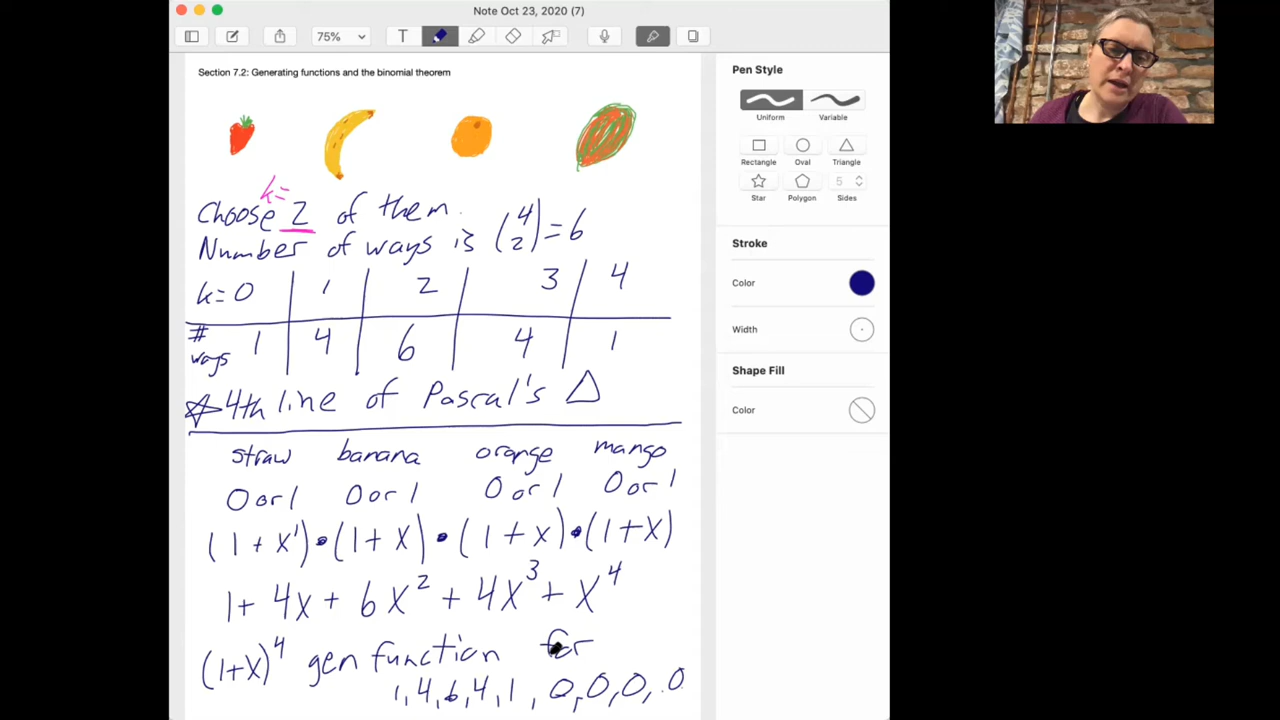 Note Oct 23, 2020 (7)
75%
T
Section 7.2: Generating functions and the binomial theorem
k=
Choose 2 of them.
Number of ways is (4 2) = 6
k=0 1 2 3 4
# ways 1 4 6 4 1
☆4th line of Pascal's △
straw banana orange mango
0 or 1 0 or 1 0 or 1 0 or 1
(1+x¹)•(1+x)•(1+x)•(1+x)
1+4x+6x²+4x³+x⁴
(1+x)⁴ gen function for
1,4,6,4,1,0,0,0,.0.
Pen Style
Uniform Variable
Rectangle Oval Triangle
5
Star Polygon Sides
Stroke
Color
Width
Shape Fill
Color